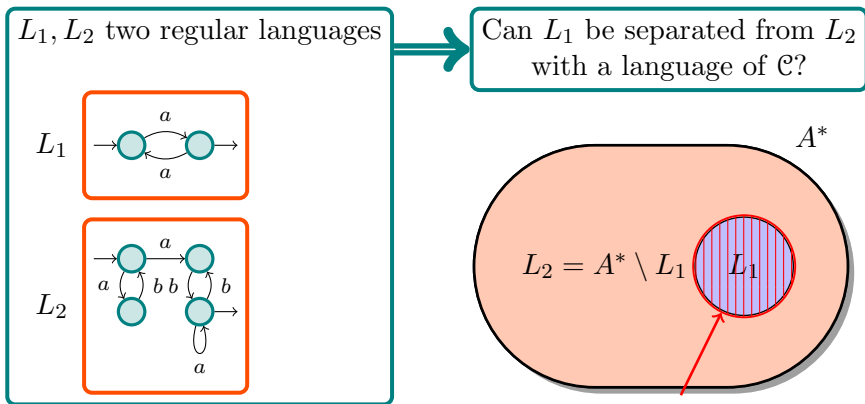 L₁, L₂ two regular languages
Can L₁ be separated from L₂
with a language of 𝒞?
L₁
a
a
L₂
a
a
b
b
b
a
A*
L₂ = A* \ L₁
L₁